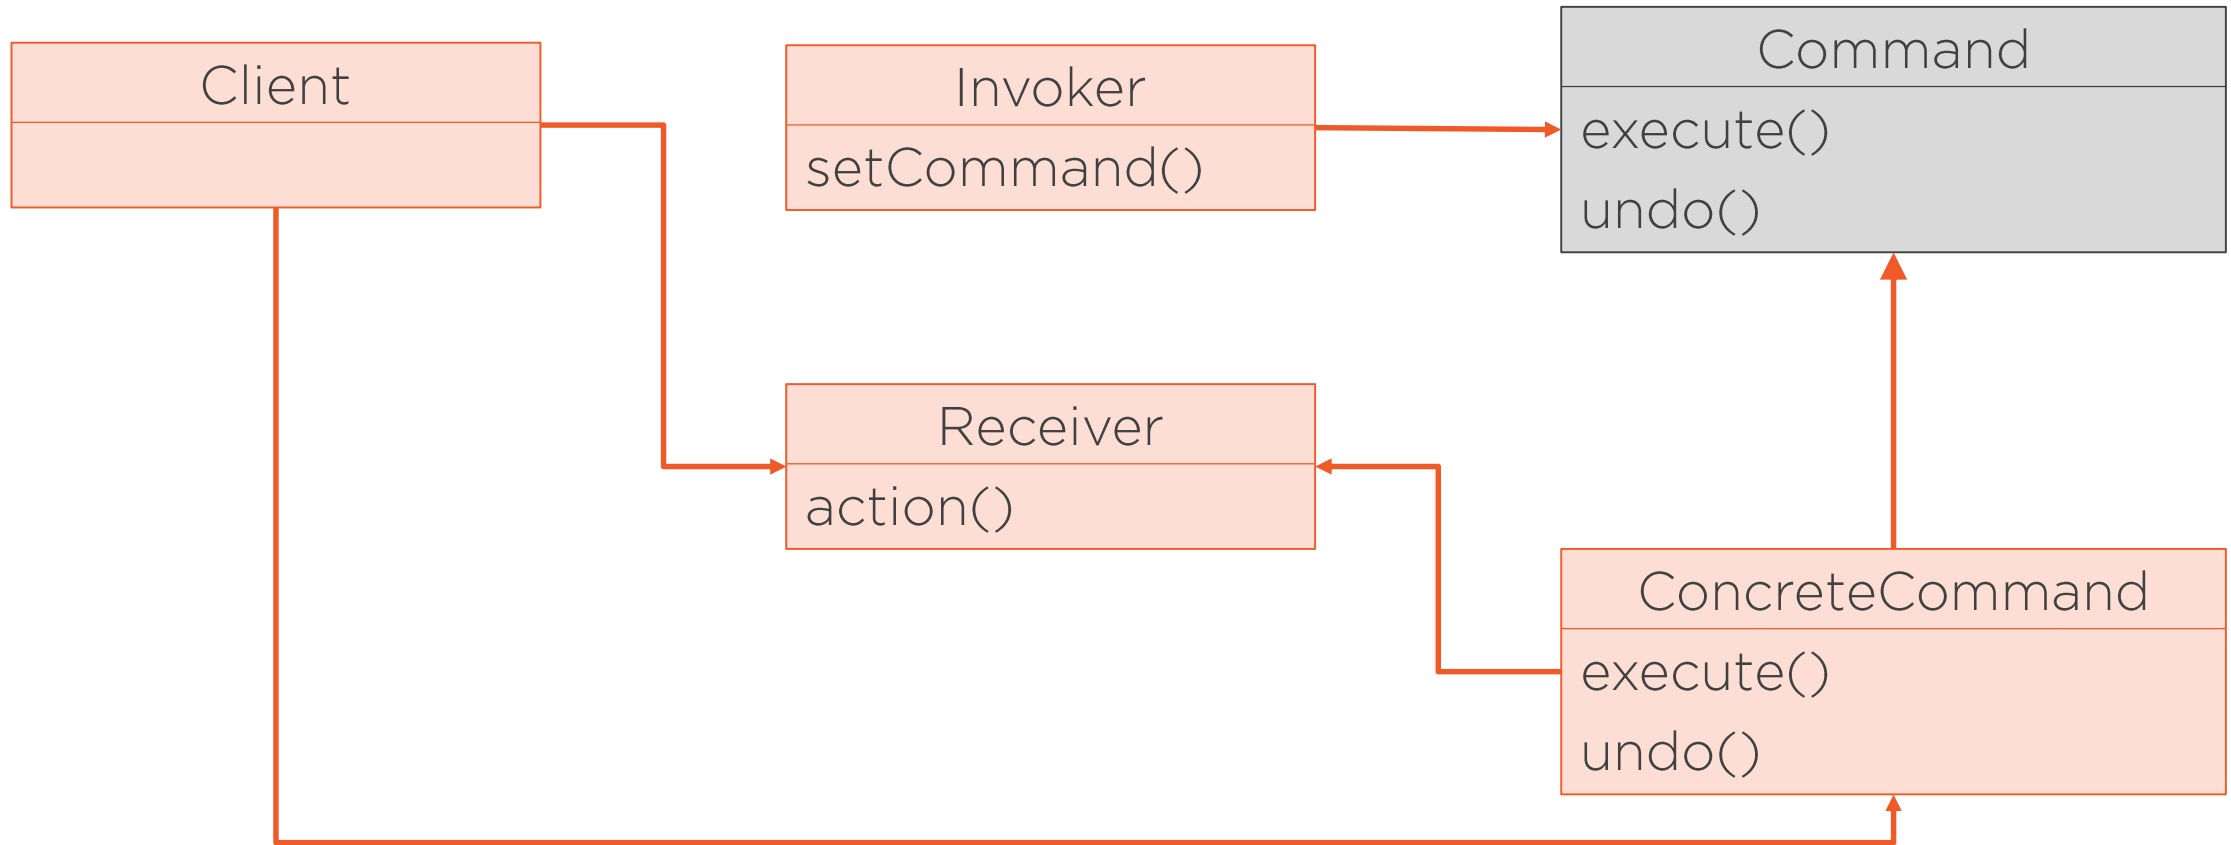 Client
Invoker
setCommand()
Command
execute()
undo()
Receiver
action()
ConcreteCommand
execute()
undo()